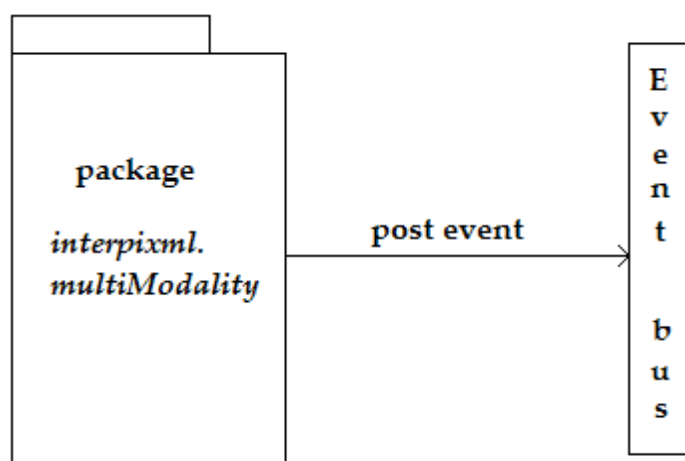 package
interpixml.
multiModality
post event
E
v
e
n
t
b
u
s